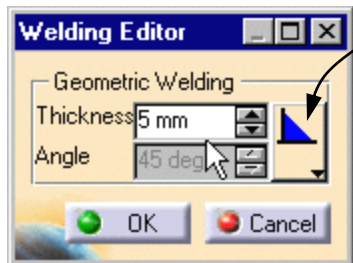 Welding Editor
Geometric Welding
Thickness 5 mm
Angle 45 deg
OK Cancel